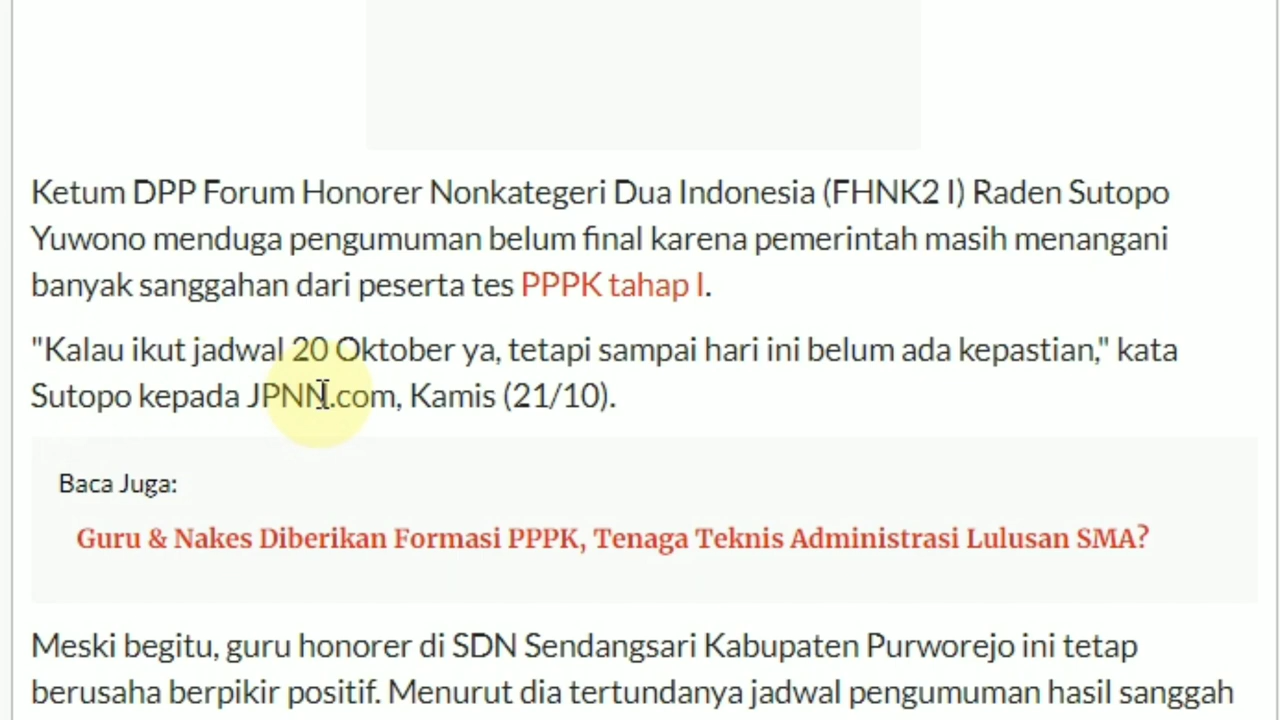 Ketum DPP Forum Honorer Nonkategeri Dua Indonesia (FHNK2 I) Raden Sutopo
Yuwono menduga pengumuman belum final karena pemerintah masih menangani
banyak sanggahan dari peserta tes PPPK tahap I.
"Kalau ikut jadwal 20 Oktober ya, tetapi sampai hari ini belum ada kepastian," kata
Sutopo kepada JPNN.com, Kamis (21/10).
Baca Juga:
Guru & Nakes Diberikan Formasi PPPK, Tenaga Teknis Administrasi Lulusan SMA?
Meski begitu, guru honorer di SDN Sendangsari Kabupaten Purworejo ini tetap
berusaha berpikir positif. Menurut dia tertundanya jadwal pengumuman hasil sanggah